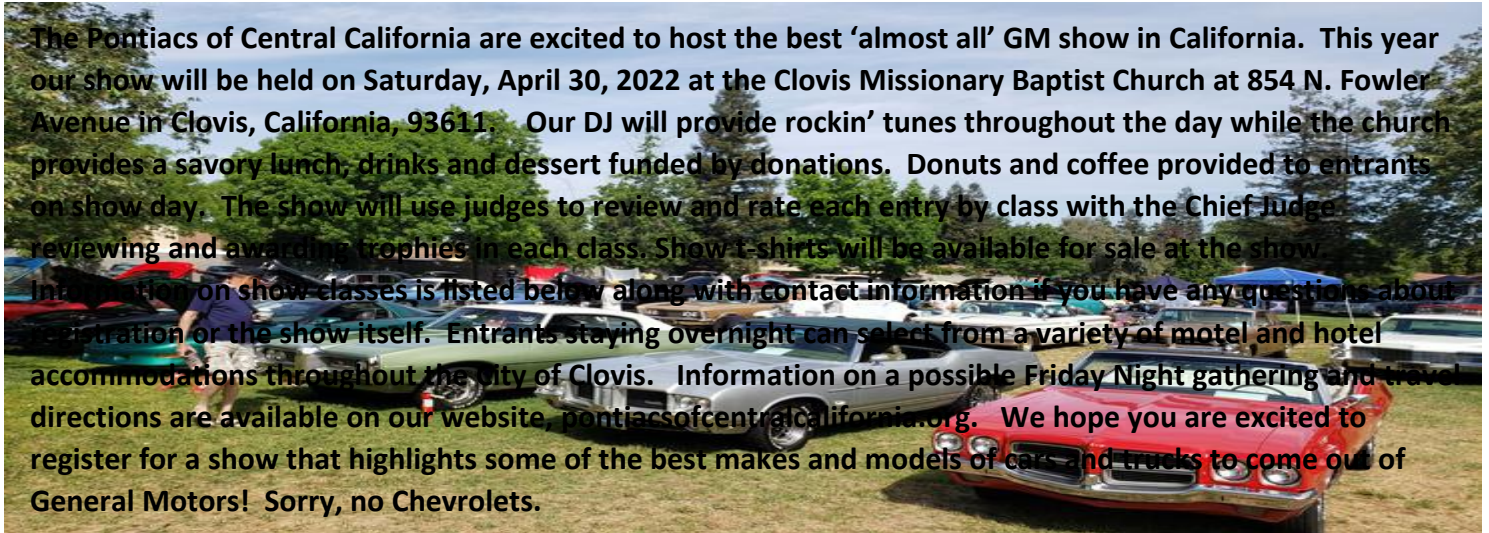 The Pontiacs of Central California are excited to host the best ‘almost all’ GM show in California.  This year
our show will be held on Saturday, April 30, 2022 at the Clovis Missionary Baptist Church at 854 N. Fowler
Avenue in Clovis, California, 93611.   Our DJ will provide rockin’ tunes throughout the day while the church
provides a savory lunch, drinks and dessert funded by donations.  Donuts and coffee provided to entrants
on show day.  The show will use judges to review and rate each entry by class with the Chief Judge
reviewing and awarding trophies in each class. Show t-shirts will be available for sale at the show.
Information on show classes is listed below along with contact information if you have any questions about
registration or the show itself.  Entrants staying overnight can select from a variety of motel and hotel
accommodations throughout the City of Clovis.   Information on a possible Friday Night gathering and travel
directions are available on our website, pontiacsofcentralcalifornia.org.   We hope you are excited to
register for a show that highlights some of the best makes and models of cars and trucks to come out of
General Motors!  Sorry, no Chevrolets.